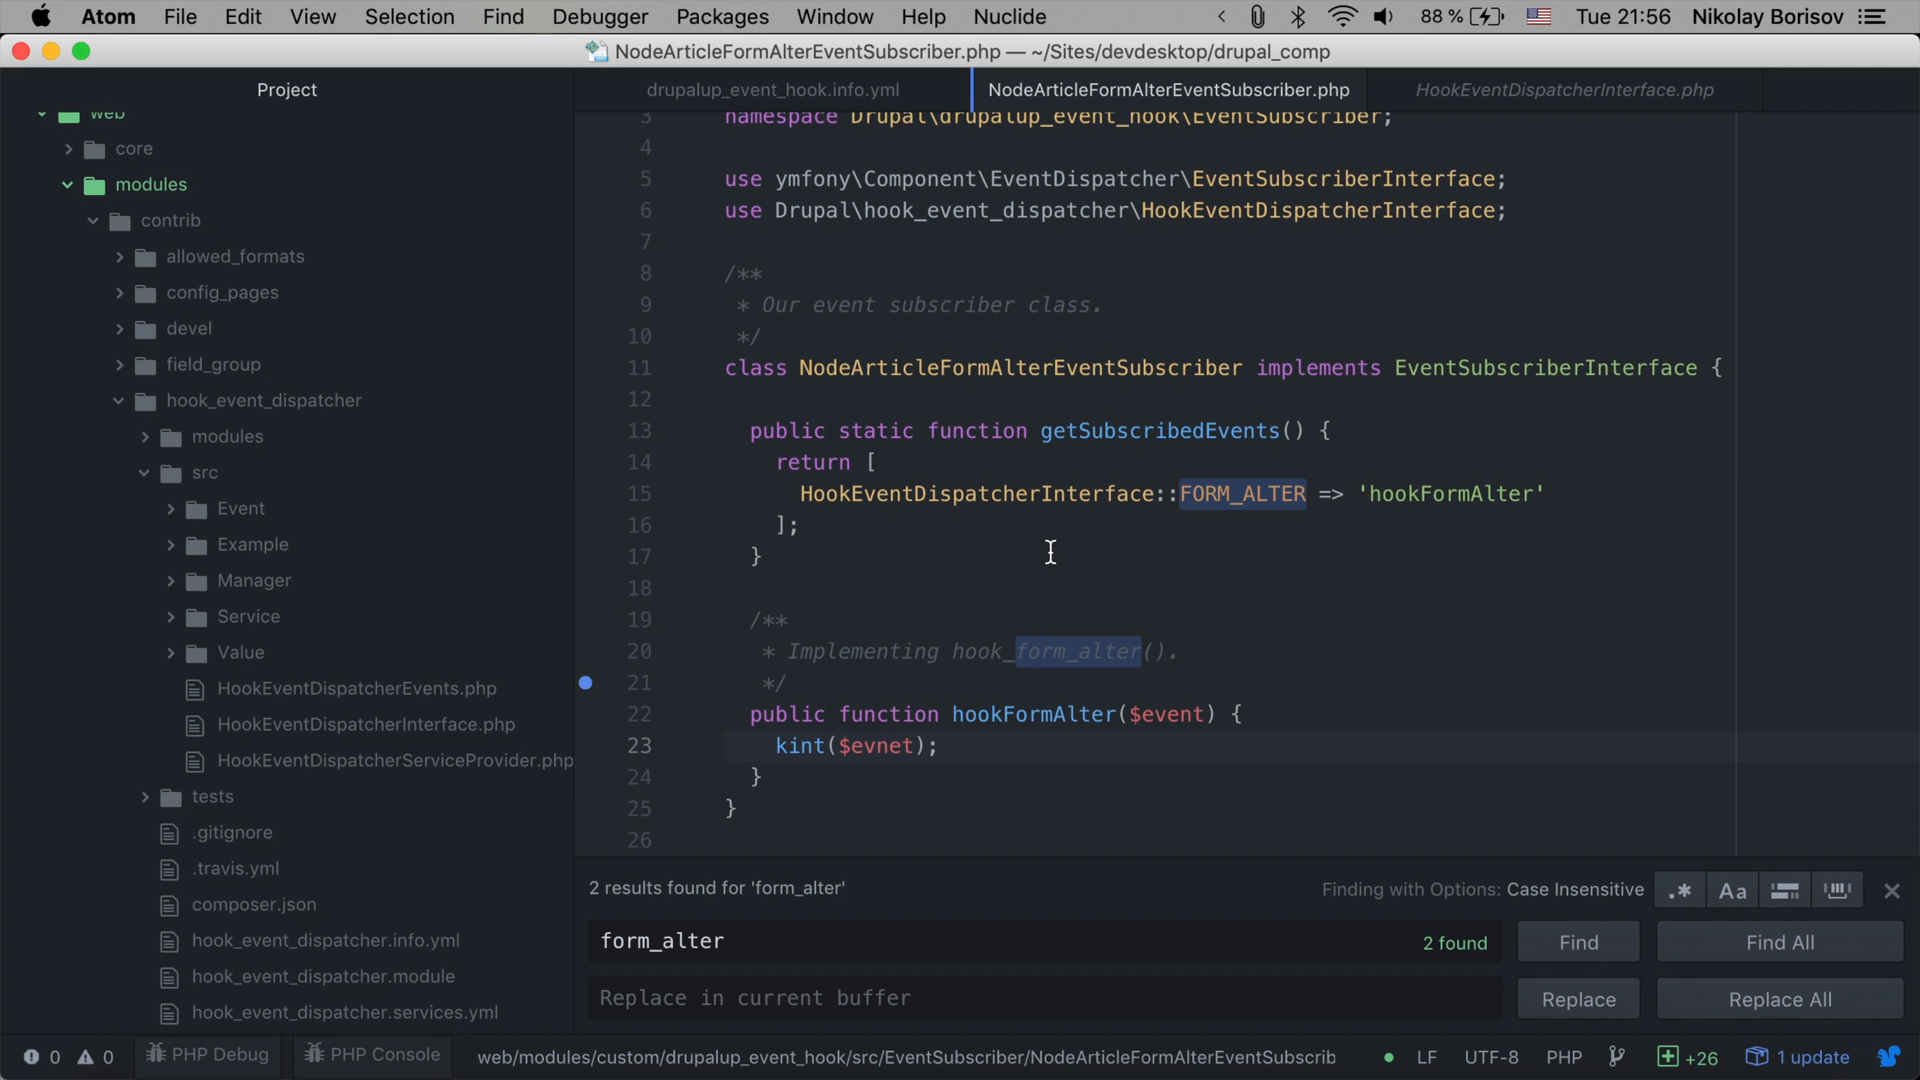 Atom File Edit View Selection Find Debugger Packages Window Help Nuclide 88 % Tue 21:56 Nikolay Borisov
NodeArticleFormAlterEventSubscriber.php — ~/Sites/devdesktop/drupal_comp
Project
drupalup_event_hook.info.yml NodeArticleFormAlterEventSubscriber.php HookEventDispatcherInterface.php
web
core
modules
contrib
allowed_formats
config_pages
devel
field_group
hook_event_dispatcher
modules
src
Event
Example
Manager
Service
Value
HookEventDispatcherEvents.php
HookEventDispatcherInterface.php
HookEventDispatcherServiceProvider.php
tests
.gitignore
.travis.yml
composer.json
hook_event_dispatcher.info.yml
hook_event_dispatcher.module
hook_event_dispatcher.services.yml
3 namespace Drupal\drupalup_event_hook\EventSubscriber;
4
5 use ymfony\Component\EventDispatcher\EventSubscriberInterface;
6 use Drupal\hook_event_dispatcher\HookEventDispatcherInterface;
7
8 /**
9 * Our event subscriber class.
10 */
11 class NodeArticleFormAlterEventSubscriber implements EventSubscriberInterface {
12
13 public static function getSubscribedEvents() {
14 return [
15 HookEventDispatcherInterface::FORM_ALTER => 'hookFormAlter'
16 ];
17 }
18
19 /**
20 * Implementing hook_form_alter().
21 */
22 public function hookFormAlter($event) {
23 kint($evnet);
24 }
25 }
26
2 results found for 'form_alter' Finding with Options: Case Insensitive .* Aa
form_alter 2 found Find Find All
Replace in current buffer Replace Replace All
0 0 PHP Debug PHP Console web/modules/custom/drupalup_event_hook/src/EventSubscriber/NodeArticleFormAlterEventSubscrib LF UTF-8 PHP +26 1 update